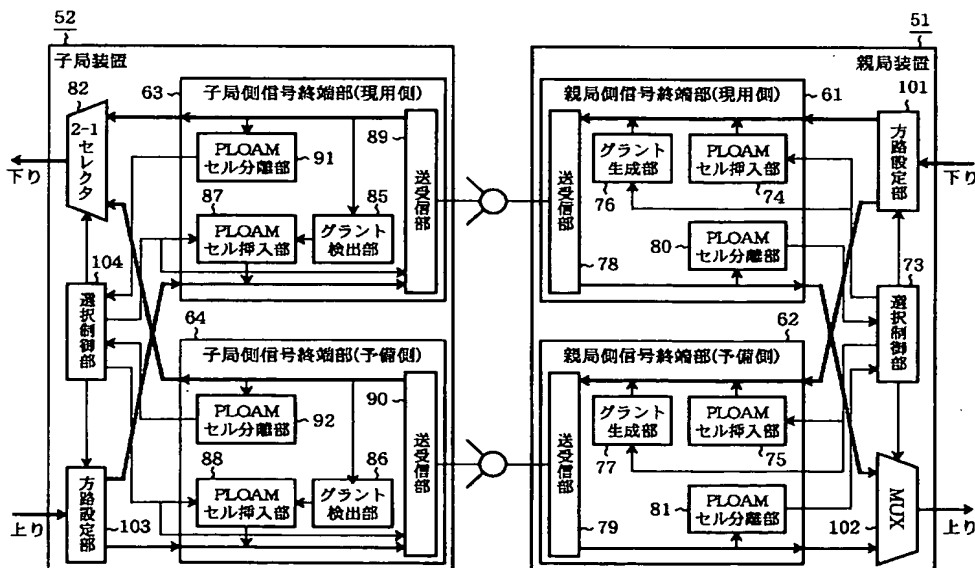 52
子局装置
82
2-1
セレクタ
下り
104
選択制御部
方路設定部
103
上り
63
子局側信号終端部(現用側)
89
PLOAM
セル分離部
91
87
PLOAM
セル挿入部
85
グラント
検出部
送受信部
64
子局側信号終端部(予備側)
90
PLOAM
セル分離部
92
88
PLOAM
セル挿入部
86
グラント
検出部
送受信部
51
親局装置
親局側信号終端部(現用側)
61
グラント
生成部
76
PLOAM
セル挿入部
74
80
PLOAM
セル分離部
送受信部
78
101
方路設定部
下り
73
選択制御部
62
親局側信号終端部(予備側)
グラント
生成部
77
PLOAM
セル挿入部
75
81
PLOAM
セル分離部
送受信部
79
102
MUX
上り